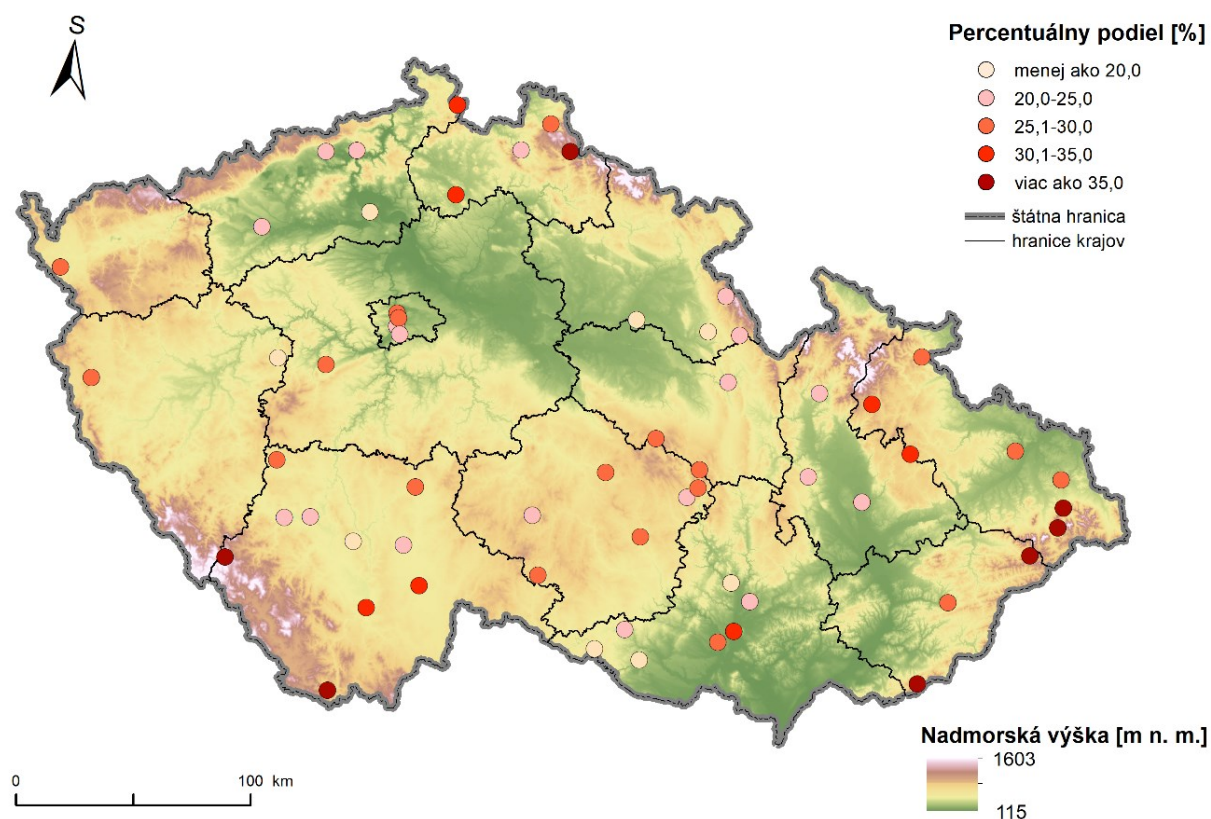 S
Percentuálny podiel [%]
menej ako 20,0
20,0-25,0
25,1-30,0
30,1-35,0
viac ako 35,0
štátna hranica
hranice krajov
0 100 km
Nadmorská výška [m n. m.]
1603
115